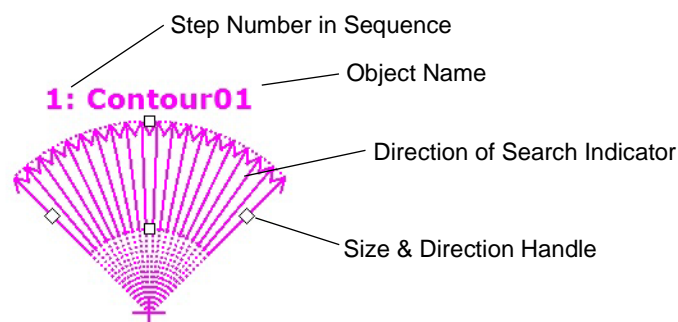 Step Number in Sequence
Object Name
1: Contour01
Direction of Search Indicator
Size & Direction Handle